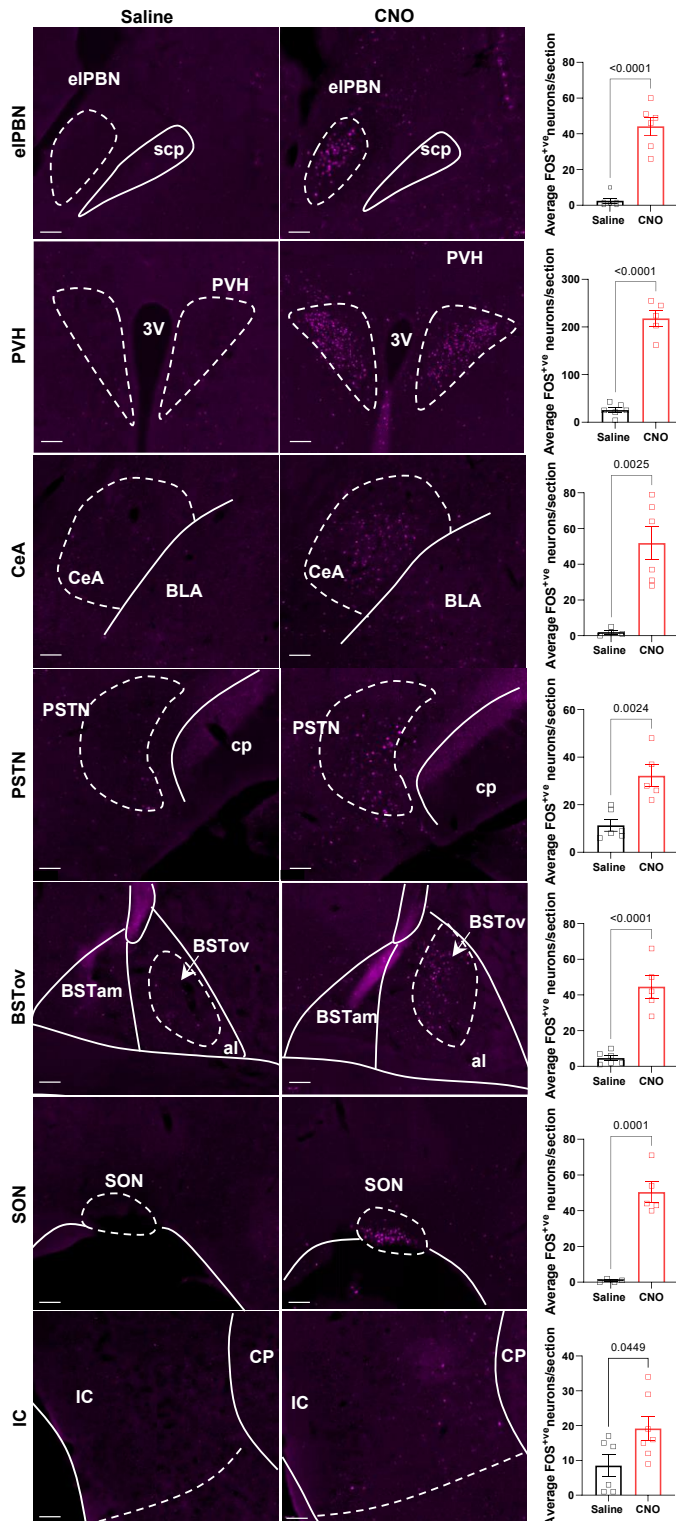 Saline
CNO
elPBN
elPBN
scp
elPBN
scp
Average FOS+ve neurons/section
80
60
40
20
0
<0.0001
Saline
CNO
PVH
PVH
3V
PVH
3V
Average FOS+ve neurons/section
300
200
100
0
<0.0001
Saline
CNO
CeA
CeA
BLA
CeA
BLA
Average FOS+ve neurons/section
80
60
40
20
0
0.0025
Saline
CNO
PSTN
PSTN
cp
PSTN
cp
Average FOS+ve neurons/section
60
40
20
0
0.0024
Saline
CNO
BSTov
BSTov
BSTam
al
BSTov
BSTam
al
Average FOS+ve neurons/section
80
60
40
20
0
<0.0001
Saline
CNO
SON
SON
SON
Average FOS+ve neurons/section
80
60
40
20
0
0.0001
Saline
CNO
IC
IC
CP
IC
CP
Average FOS+ve neurons/section
40
30
20
10
0
0.0449
Saline
CNO